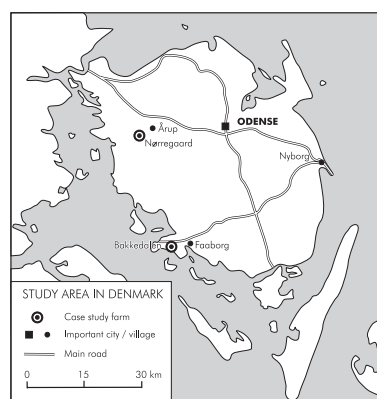 ODENSE
Årup
Nørregaard
Nyborg
Bakkedalen
Faaborg
STUDY AREA IN DENMARK
Case study farm
Important city / village
Main road
0 15 30 km